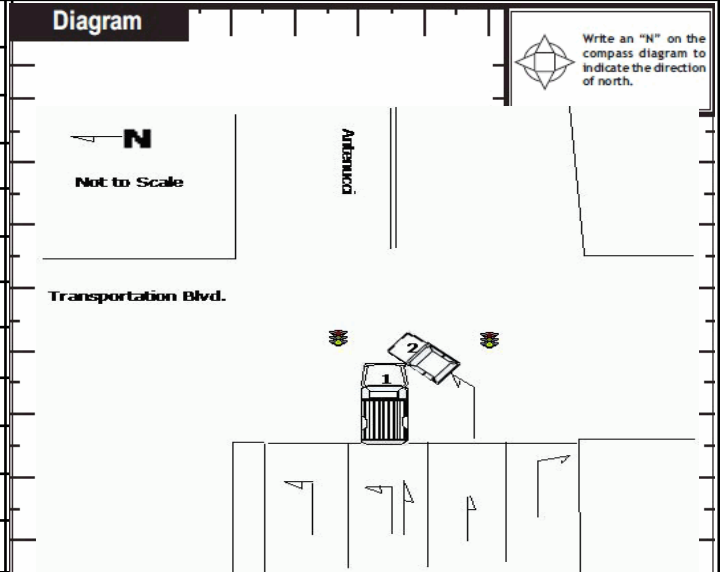 Diagram
Write an “N” on the
compass diagram to
indicate the direction
of north.
N
Not to Scale
Antenucci
Transportation Blvd.
2
1